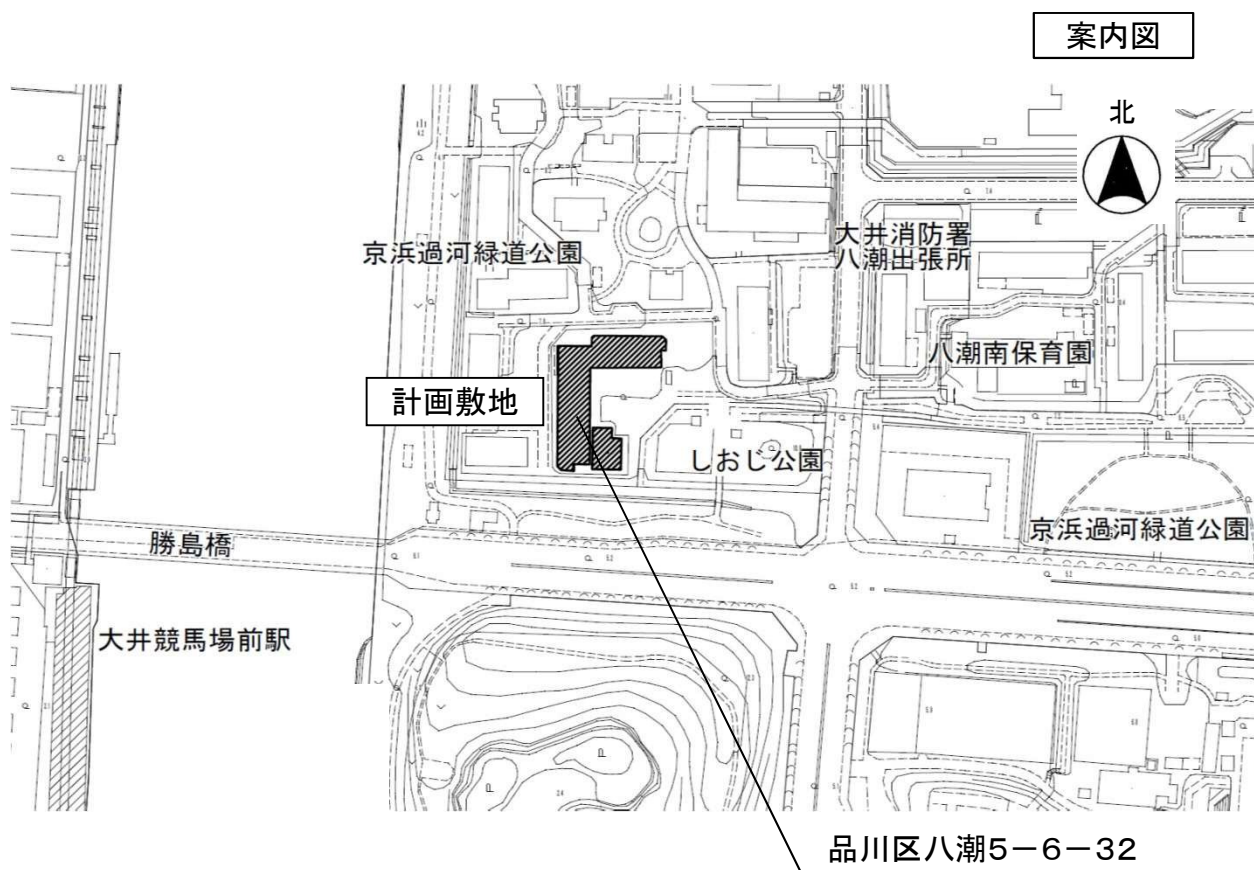 案内図
北
京浜過河緑道公園
大井消防署
八潮出張所
八潮南保育園
計画敷地
しおじ公園
京浜過河緑道公園
勝島橋
大井競馬場前駅
品川区八潮5-6-32